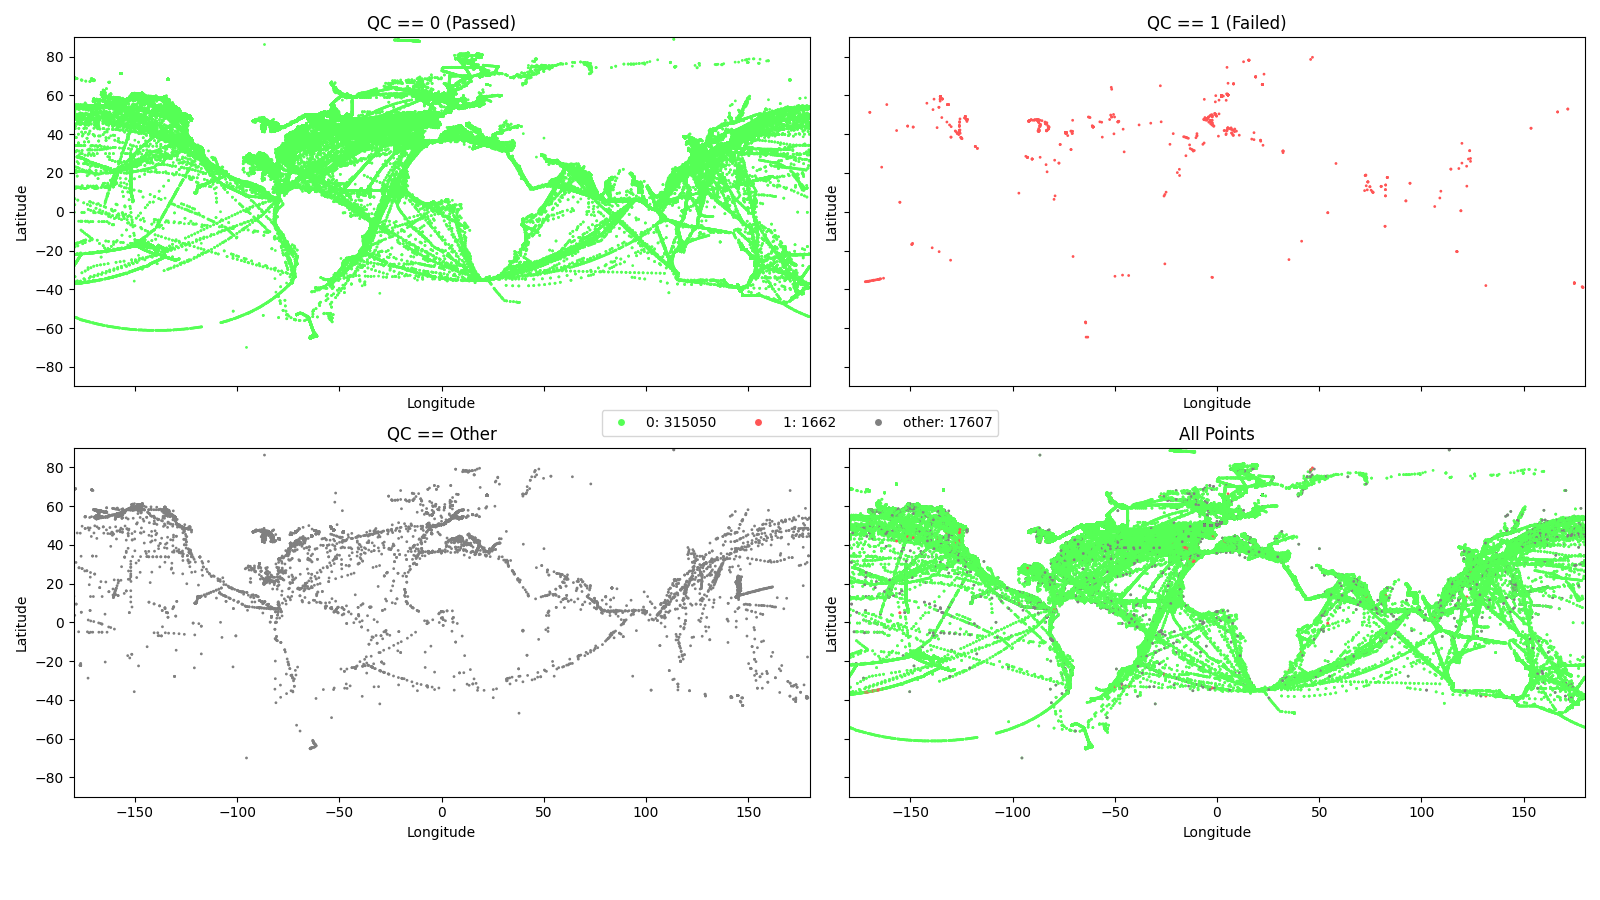 QC == 0 (Passed)
QC == 1 (Failed)
80
60
40
20
0
−20
−40
−60
−80
Latitude
Latitude
Longitude
Longitude
0: 315050
1: 1662
other: 17607
QC == Other
All Points
80
60
40
20
0
−20
−40
−60
−80
Latitude
Latitude
−150
−100
−50
0
50
100
150
−150
−100
−50
0
50
100
150
Longitude
Longitude